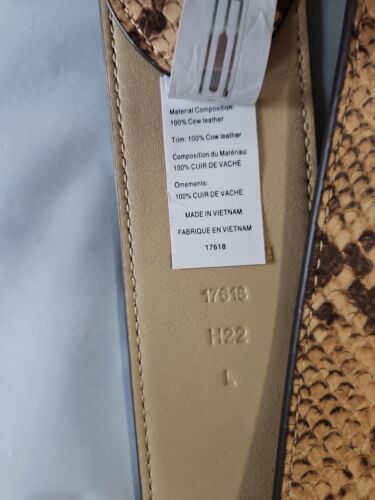 Material Composition:
100% Cow leather
Trim: 100% Cow leather
Composition du Matériau:
100% CUIR DE VACHE
Ornements:
100% CUIR DE VACHE
MADE IN VIETNAM
FABRIQUE EN VIETNAM
17618
17618
H22
L